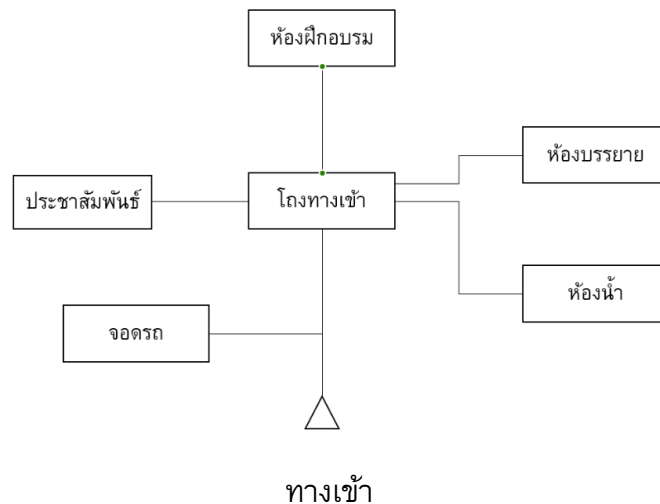 ห้องฝึกอบรม
ห้องบรรยาย
ประชาสัมพันธ์
โถงทางเข้า
ห้องน้ำ
จอดรถ
ทางเข้า